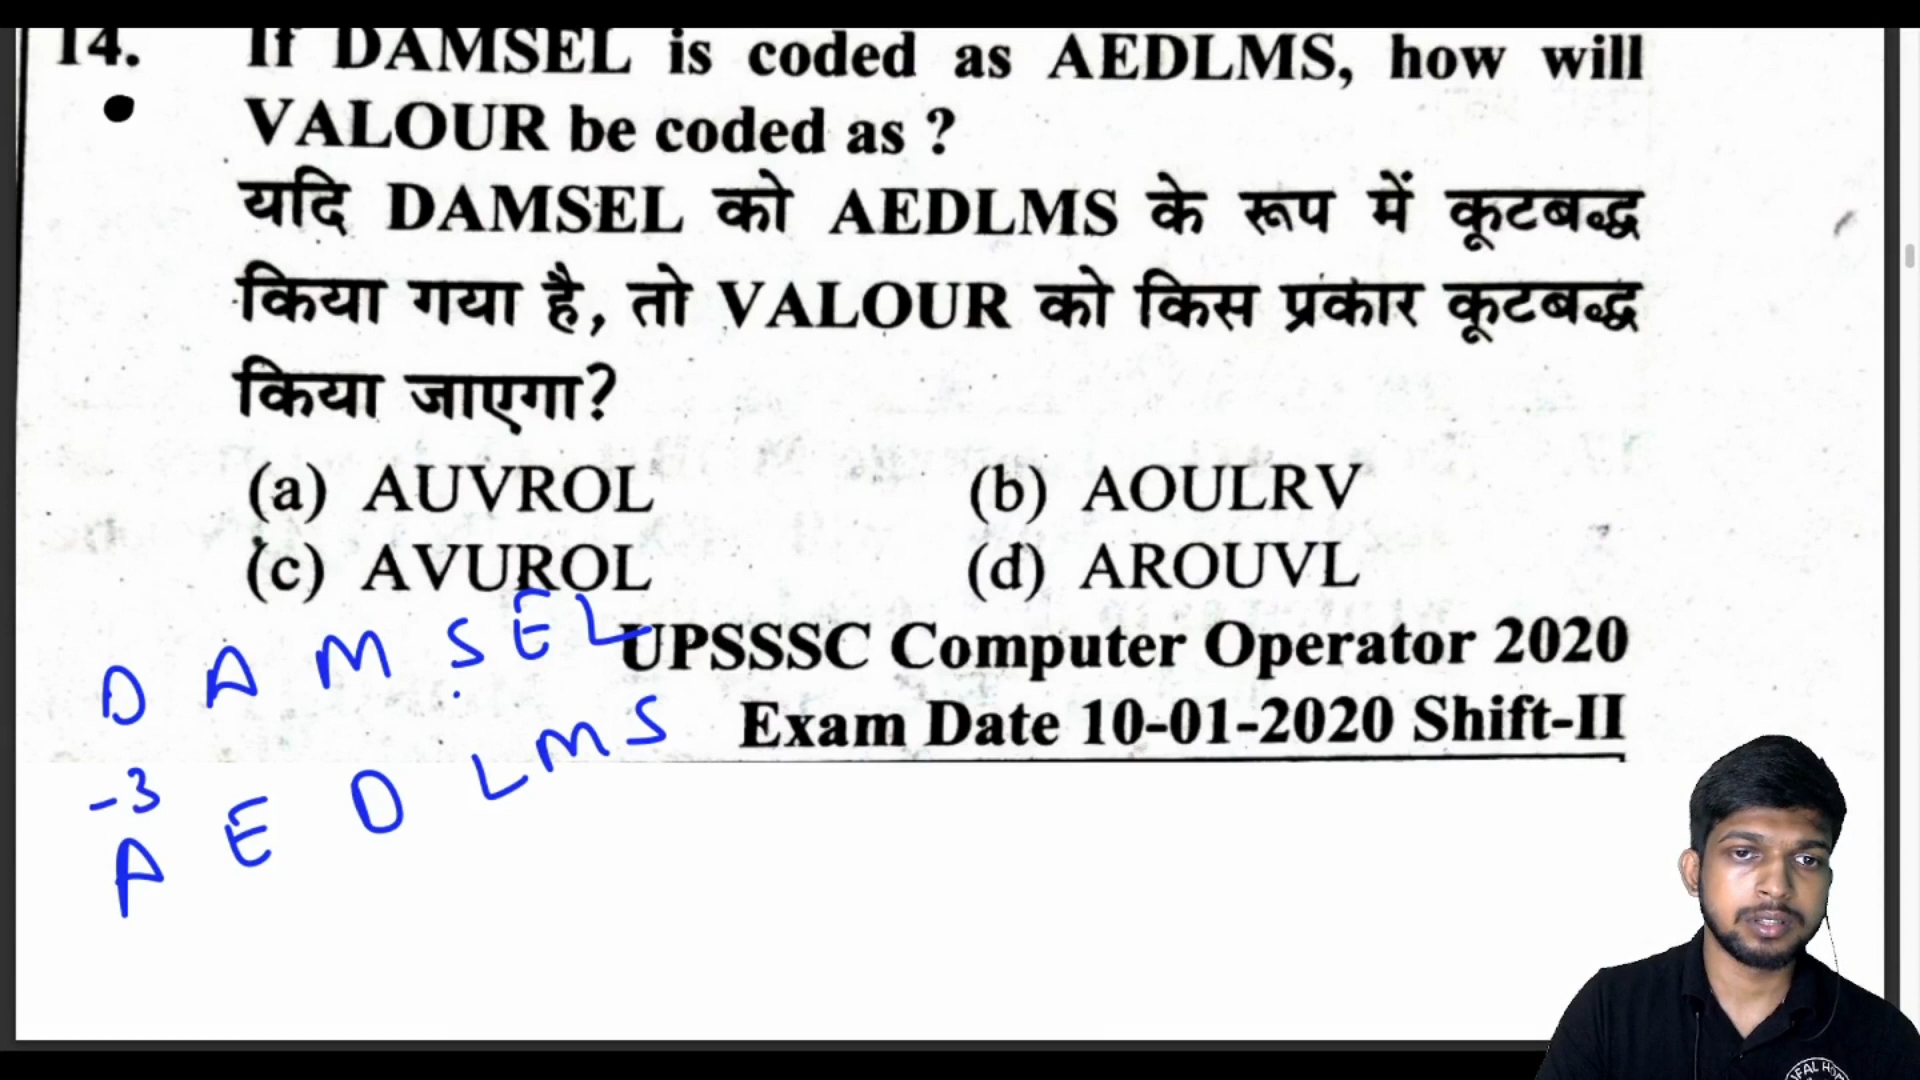 14. If DAMSEL is coded as AEDLMS, how will
VALOUR be coded as ?
यदि DAMSEL को AEDLMS के रूप में कूटबद्ध
किया गया है, तो VALOUR को किस प्रकार कूटबद्ध
किया जाएगा?
(a) AUVROL (b) AOULRV
(c) AVUROL (d) AROUVL
UPSSSC Computer Operator 2020
Exam Date 10-01-2020 Shift-II
D A M S E L
-3
A E D L M S